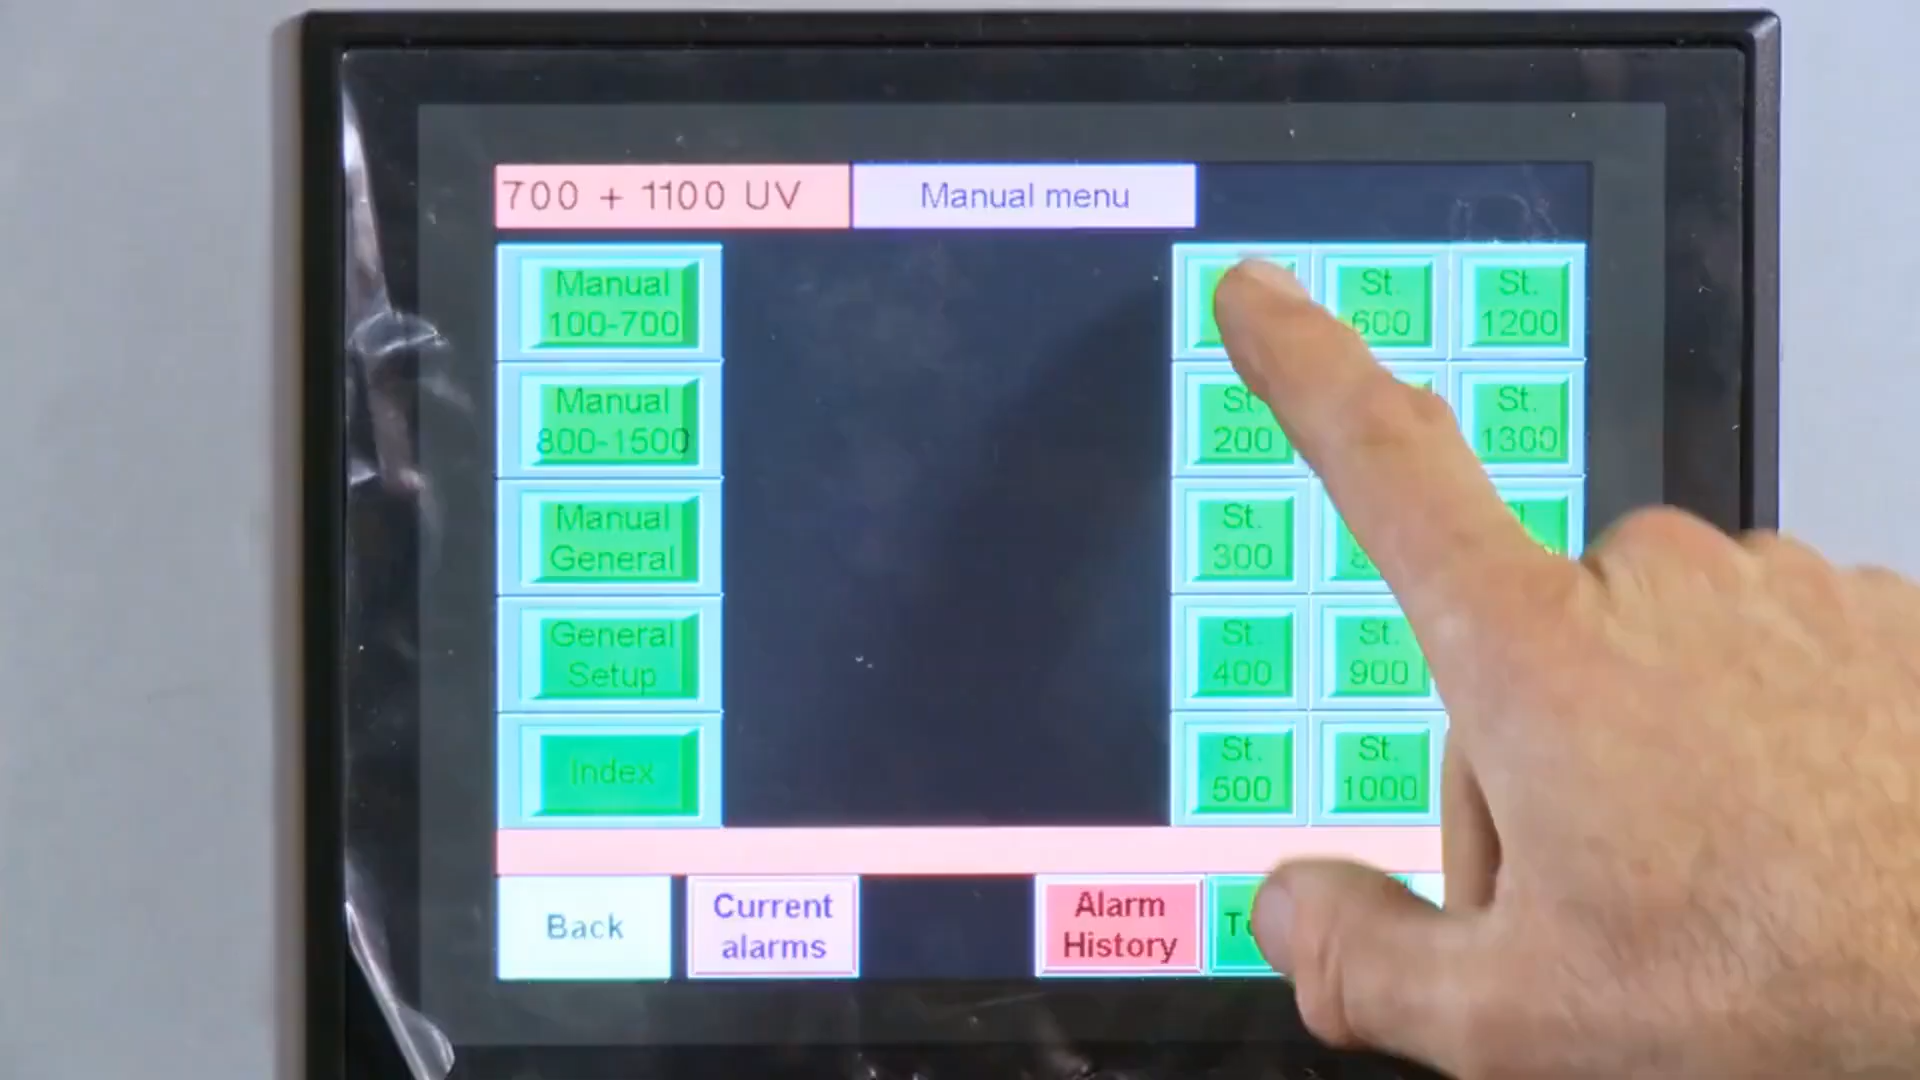 700 + 1100 UV
Manual menu
Manual
100-700
St.
600
St.
1200
Manual
800-1500
St.
200
St.
1300
Manual
General
St.
300
General
Setup
St.
400
St.
900
Index
St.
500
St.
1000
Back
Current
alarms
Alarm
History